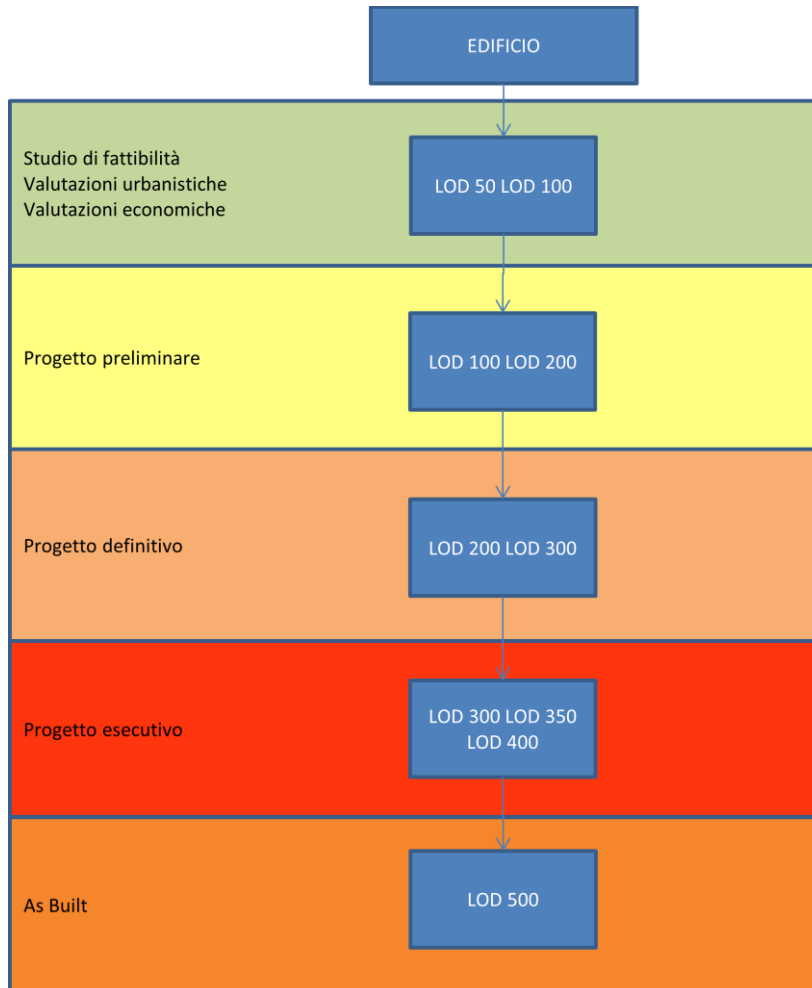 EDIFICIO
Studio di fattibilità
Valutazioni urbanistiche
Valutazioni economiche
LOD 50 LOD 100
Progetto preliminare
LOD 100 LOD 200
Progetto definitivo
LOD 200 LOD 300
Progetto esecutivo
LOD 300 LOD 350
LOD 400
As Built
LOD 500